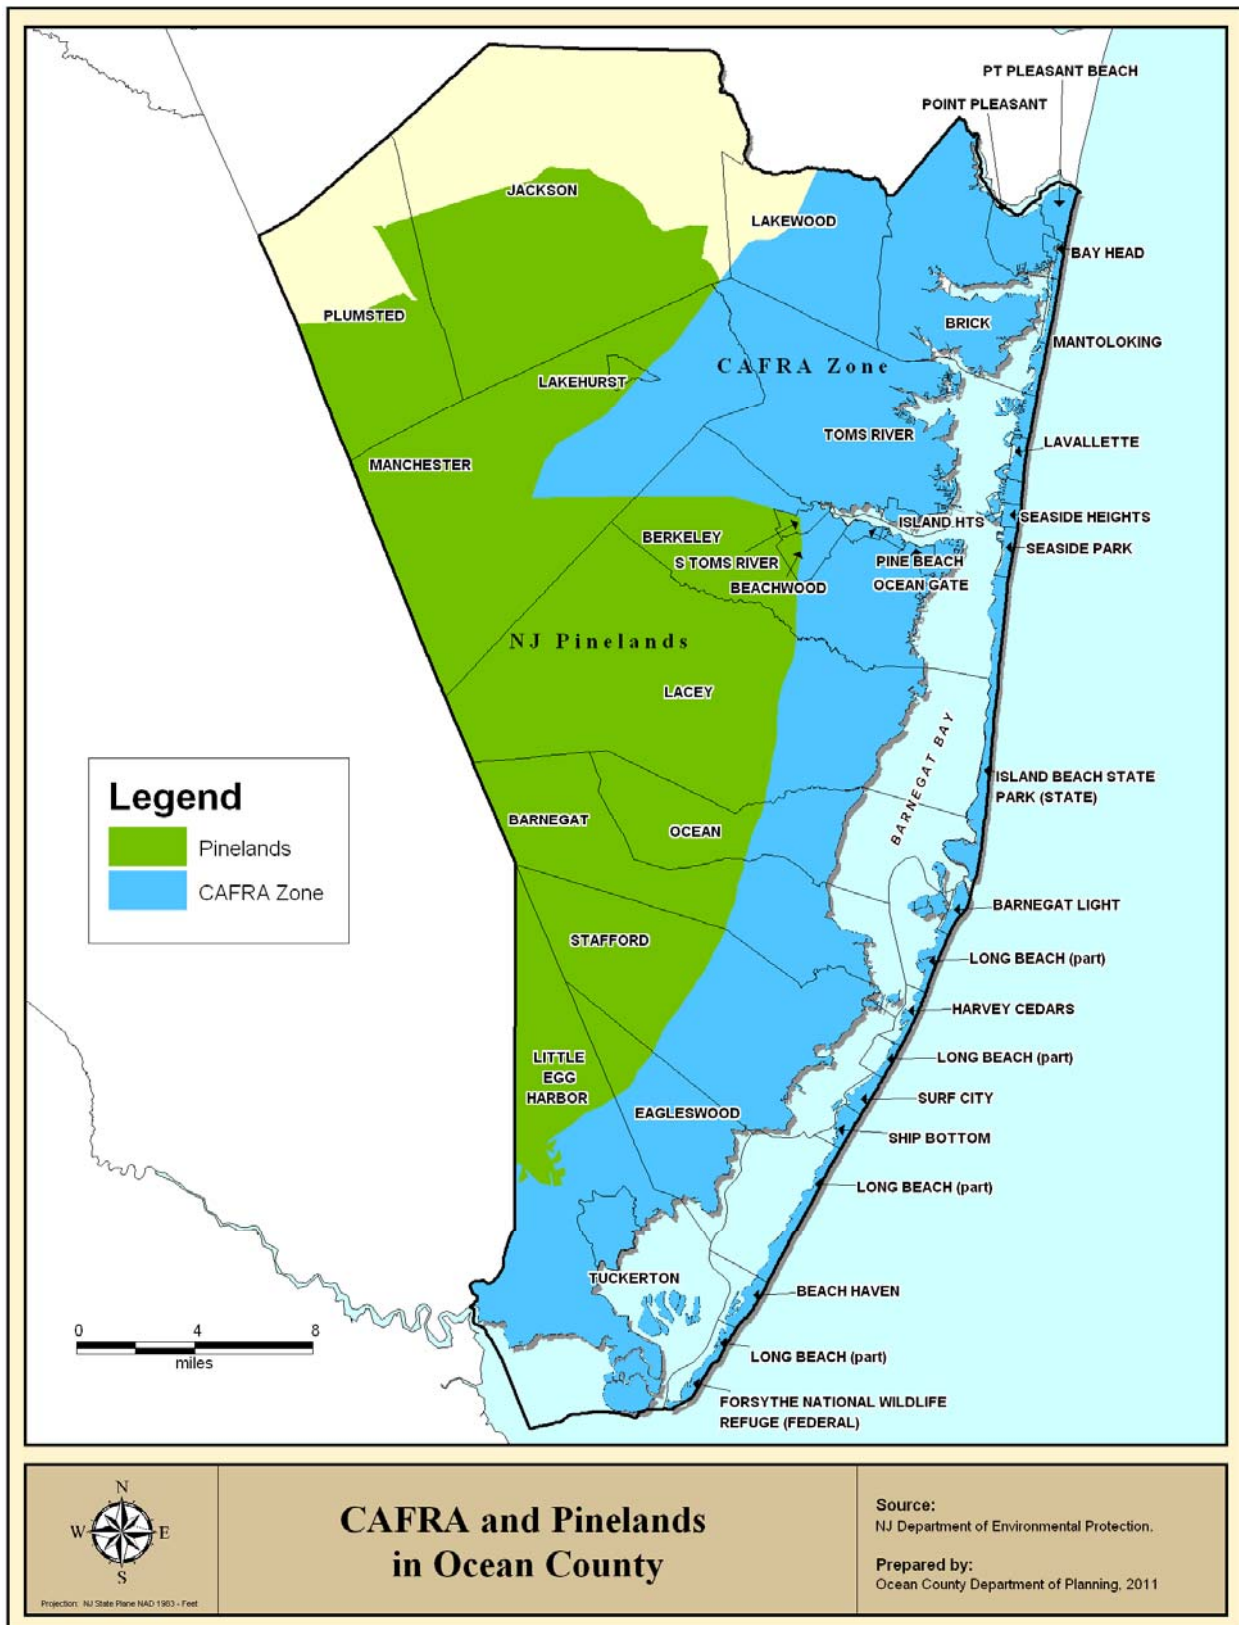 PT PLEASANT BEACH
POINT PLEASANT
JACKSON
LAKEWOOD
BAY HEAD
PLUMSTED
BRICK
MANTOLOKING
CAFRA Zone
LAKEHURST
TOMS RIVER
LAVALLETTE
MANCHESTER
SEASIDE HEIGHTS
ISLAND HTS
BERKELEY
SEASIDE PARK
S TOMS RIVER
PINE BEACH
BEACHWOOD
OCEAN GATE
NJ Pinelands
LACEY
BARNEGAT BAY
ISLAND BEACH STATE
PARK (STATE)
Legend
Pinelands
CAFRA Zone
BARNEGAT
OCEAN
BARNEGAT LIGHT
STAFFORD
LONG BEACH (part)
HARVEY CEDARS
LITTLE
EGG
HARBOR
LONG BEACH (part)
SURF CITY
EAGLESWOOD
SHIP BOTTOM
LONG BEACH (part)
TUCKERTON
BEACH HAVEN
0 4 8
miles
LONG BEACH (part)
FORSYTHE NATIONAL WILDLIFE
REFUGE (FEDERAL)
N
W E
S
Projection: NJ State Plane NAD 1983 - Feet
CAFRA and Pinelands
in Ocean County
Source:
NJ Department of Environmental Protection.
Prepared by:
Ocean County Department of Planning, 2011